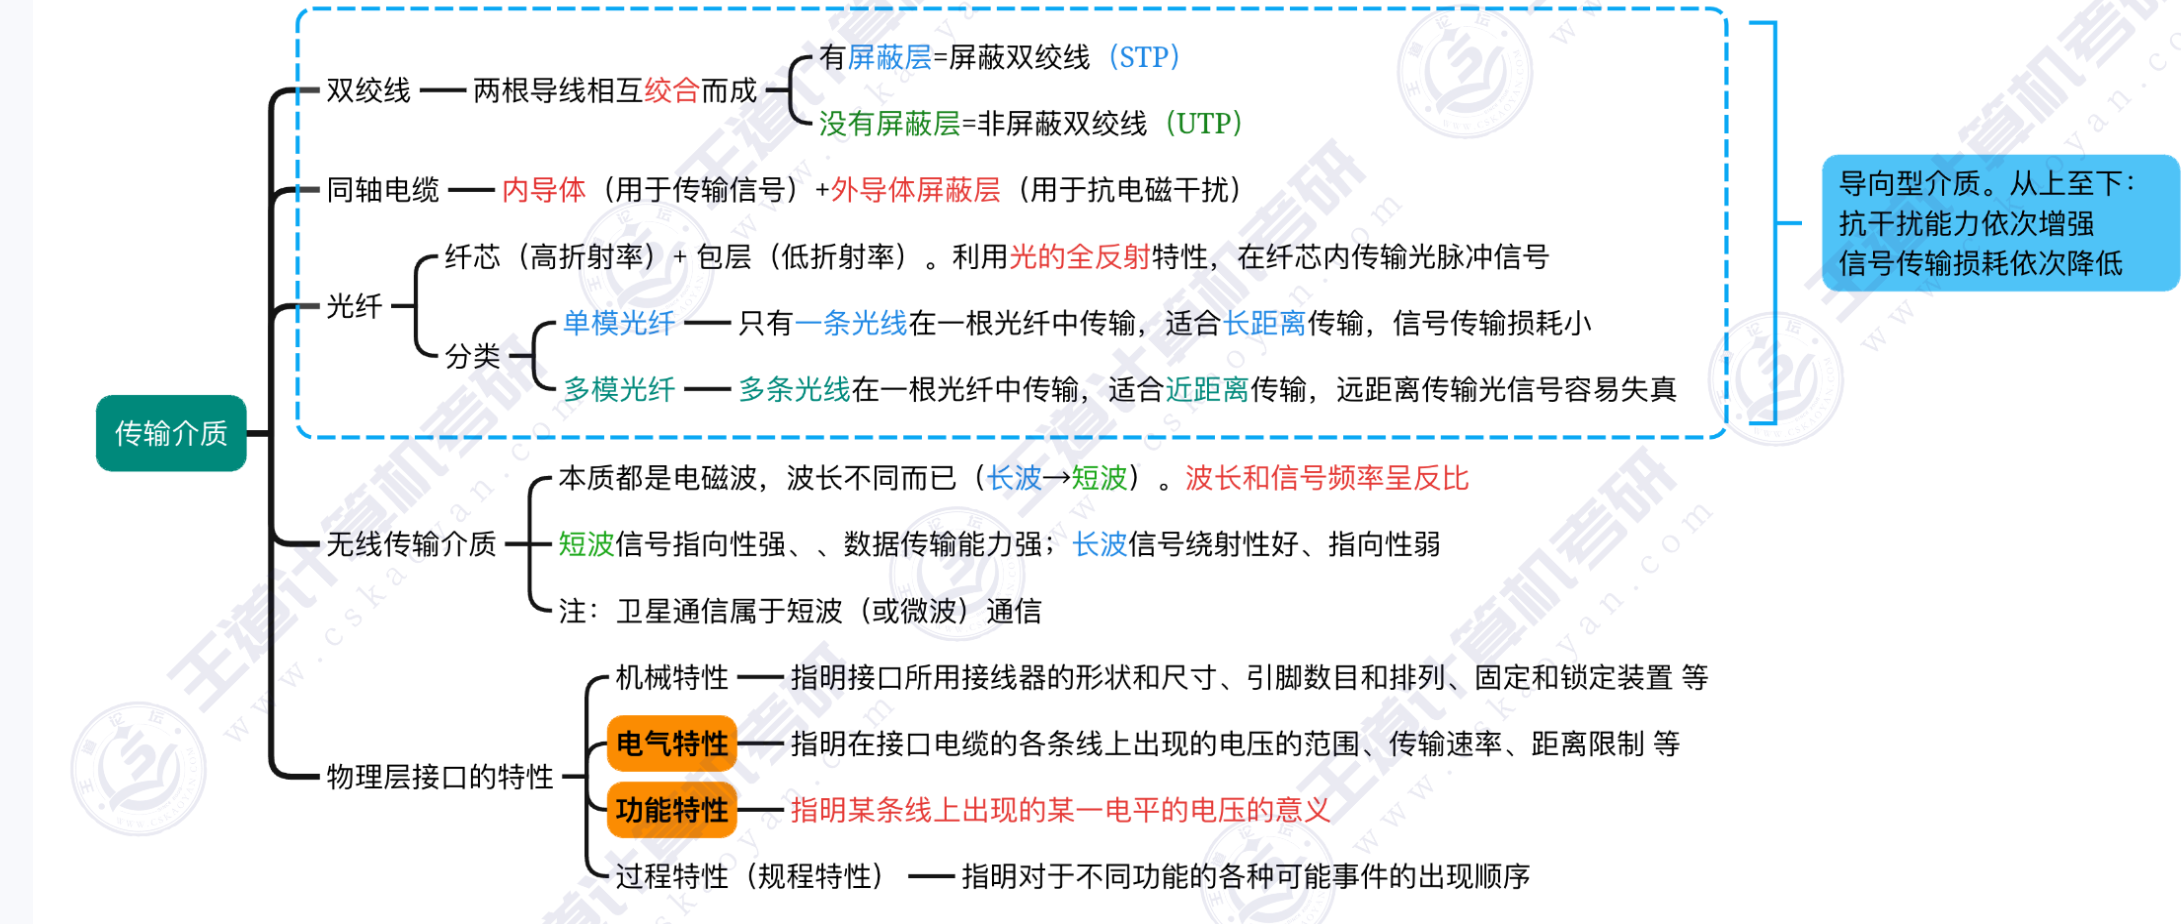 双绞线
两根导线相互绞合而成
有屏蔽层=屏蔽双绞线（STP）
没有屏蔽层=非屏蔽双绞线（UTP）
同轴电缆
内导体（用于传输信号）+外导体屏蔽层（用于抗电磁干扰）
光纤
纤芯（高折射率）+ 包层（低折射率）。利用光的全反射特性，在纤芯内传输光脉冲信号
分类
单模光纤
只有一条光线在一根光纤中传输，适合长距离传输，信号传输损耗小
多模光纤
多条光线在一根光纤中传输，适合近距离传输，远距离传输光信号容易失真
导向型介质。从上至下：
抗干扰能力依次增强
信号传输损耗依次降低
传输介质
无线传输介质
本质都是电磁波，波长不同而已（长波→短波）。波长和信号频率呈反比
短波信号指向性强、、数据传输能力强；长波信号绕射性好、指向性弱
注：卫星通信属于短波（或微波）通信
物理层接口的特性
机械特性
指明接口所用接线器的形状和尺寸、引脚数目和排列、固定和锁定装置 等
电气特性
指明在接口电缆的各条线上出现的电压的范围、传输速率、距离限制 等
功能特性
指明某条线上出现的某一电平的电压的意义
过程特性（规程特性）
指明对于不同功能的各种可能事件的出现顺序
王道计算机考研
www.cskaoyan.com